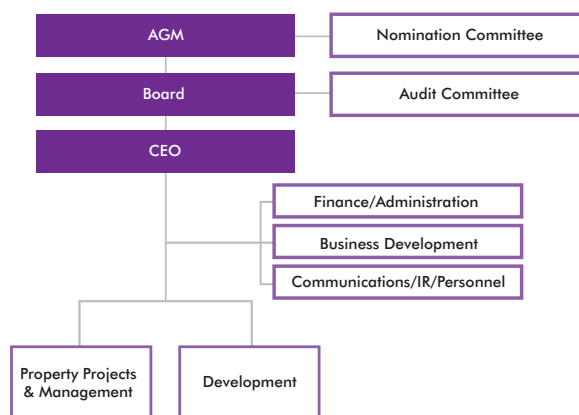 AGM
Nomination Committee
Board
Audit Committee
CEO
Finance/Administration
Business Development
Communications/IR/Personnel
Property Projects
& Management
Development